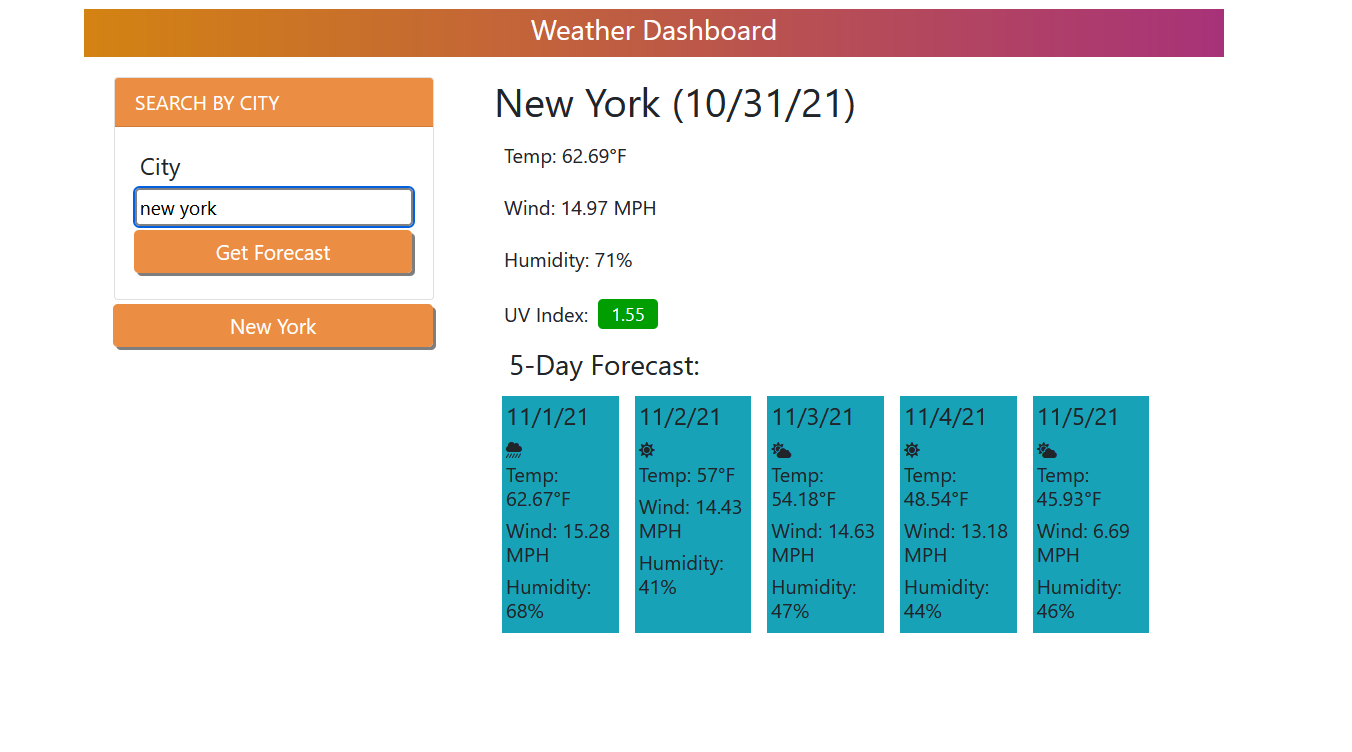 Weather Dashboard
SEARCH BY CITY
City
new york
Get Forecast
New York
New York (10/31/21)
Temp: 62.69°F
Wind: 14.97 MPH
Humidity: 71%
UV Index: 1.55
5-Day Forecast:
11/1/21
Temp:
62.67°F
Wind: 15.28
MPH
Humidity:
68%
11/2/21
Temp: 57°F
Wind: 14.43
MPH
Humidity:
41%
11/3/21
Temp:
54.18°F
Wind: 14.63
MPH
Humidity:
47%
11/4/21
Temp:
48.54°F
Wind: 13.18
MPH
Humidity:
44%
11/5/21
Temp:
45.93°F
Wind: 6.69
MPH
Humidity:
46%